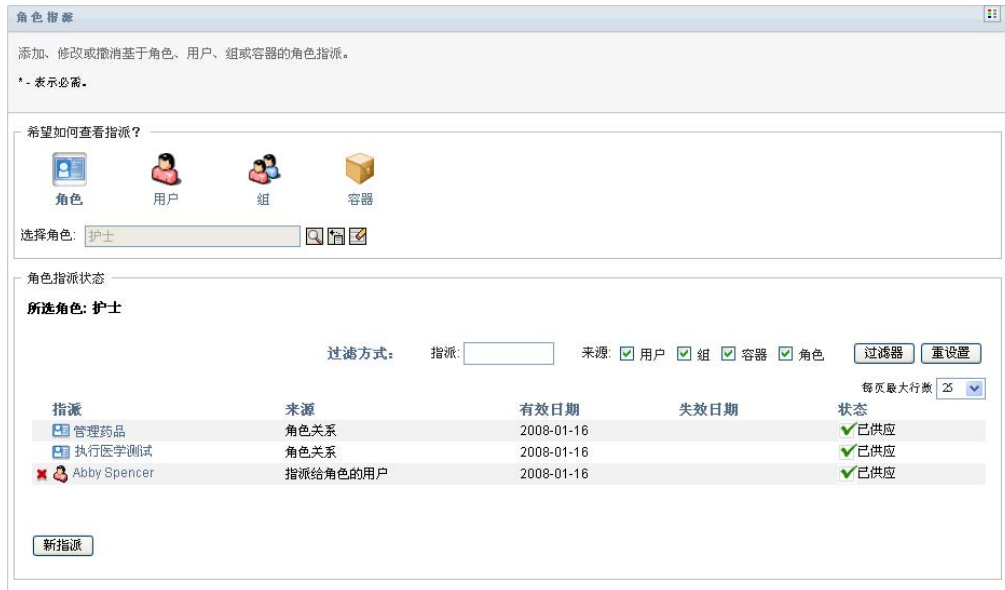 角色指派
添加、修改或撤消基于角色、用户、组或容器的角色指派。
* - 表示必需。
希望如何查看指派?
角色 用户 组 容器
选择角色: 护士
角色指派状态
所选角色: 护士
过滤方式: 指派: 来源: 用户 组 容器 角色 过滤器 重设置
每页最大行数 25
指派 来源 有效日期 失效日期 状态
管理药品 角色关系 2008-01-16 已供应
执行医学测试 角色关系 2008-01-16 已供应
Abby Spencer 指派给角色的用户 2008-01-16 已供应
新指派